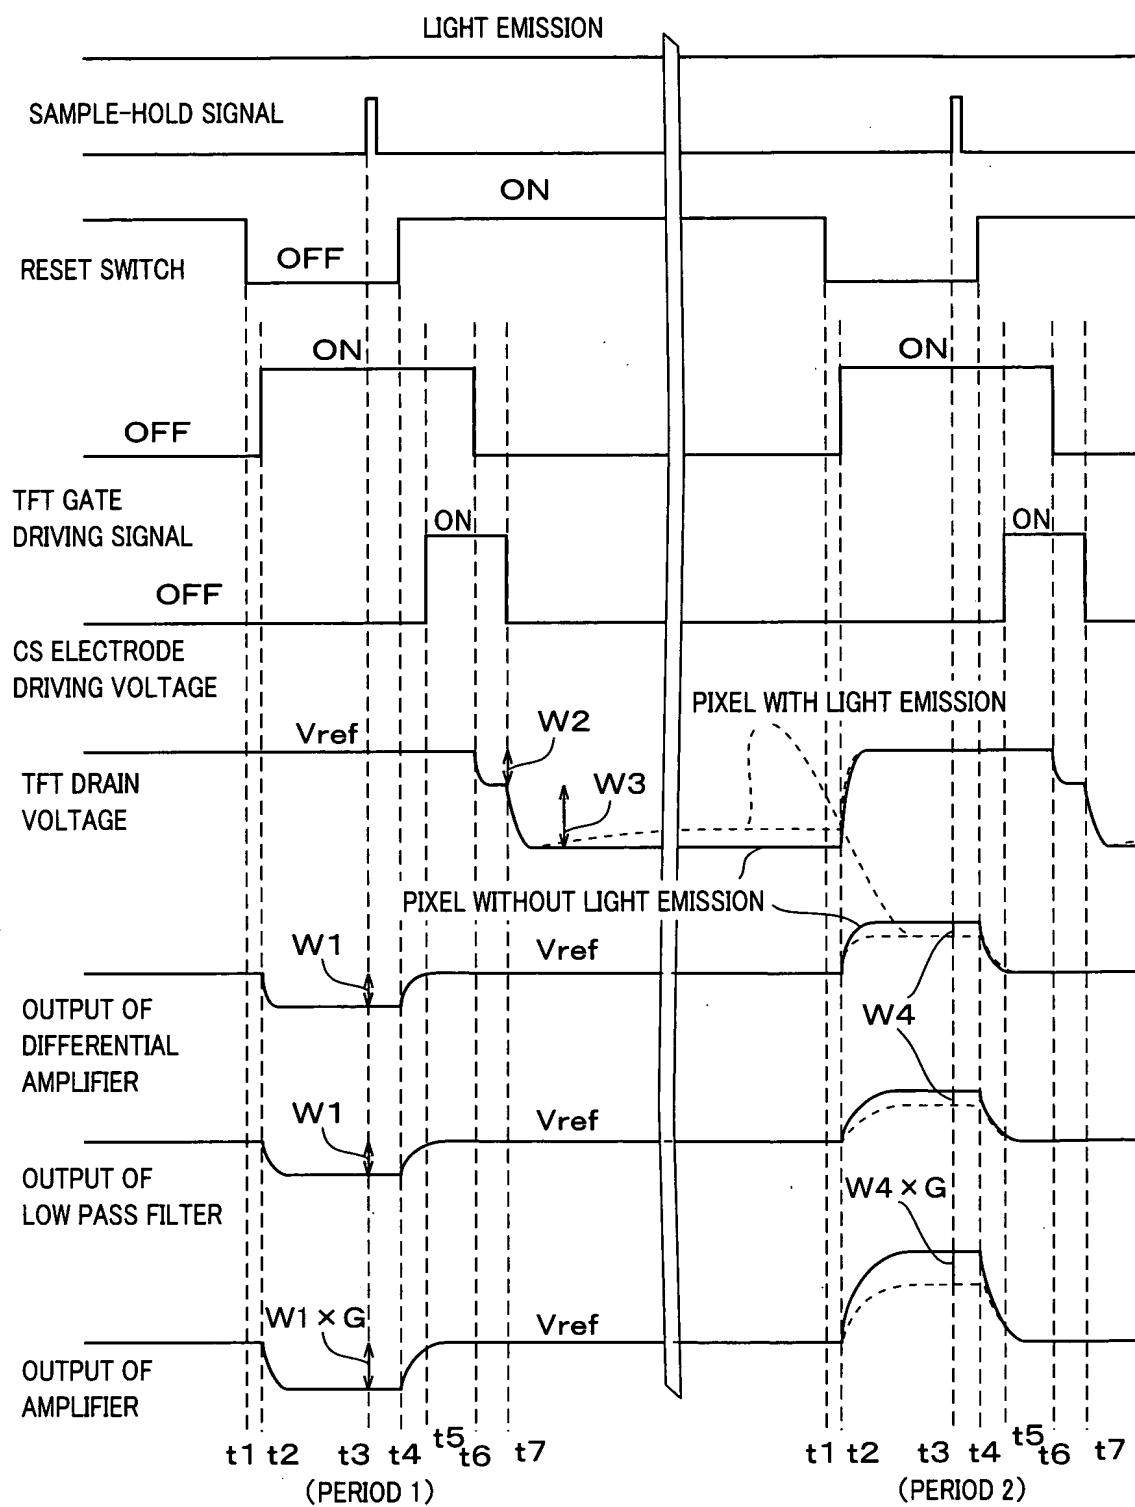 LIGHT EMISSION
SAMPLE-HOLD SIGNAL
ON
RESET SWITCH
OFF
ON
ON
OFF
TFT GATE
DRIVING SIGNAL
ON
ON
OFF
CS ELECTRODE
DRIVING VOLTAGE
PIXEL WITH LIGHT EMISSION
Vref
W2
TFT DRAIN
VOLTAGE
W3
PIXEL WITHOUT LIGHT EMISSION
W1
Vref
OUTPUT OF
DIFFERENTIAL
AMPLIFIER
W4
W1
Vref
OUTPUT OF
LOW PASS FILTER
W4×G
W1×G
Vref
OUTPUT OF
AMPLIFIER
t1 t2 t3 t4 t5 t6 t7
t1 t2 t3 t4 t5 t6 t7
(PERIOD 1)
(PERIOD 2)